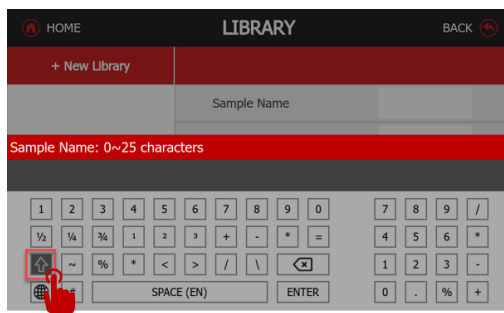 HOME LIBRARY BACK
+ New Library
Sample Name
Sample Name: 0~25 characters
1 2 3 4 5 6 7 8 9 0 7 8 9 /
½ ¼ ¾ ¹ ² ³ + - * = 4 5 6 *
~ % * < > / \ 1 2 3 -
# SPACE (EN) ENTER 0 . % +